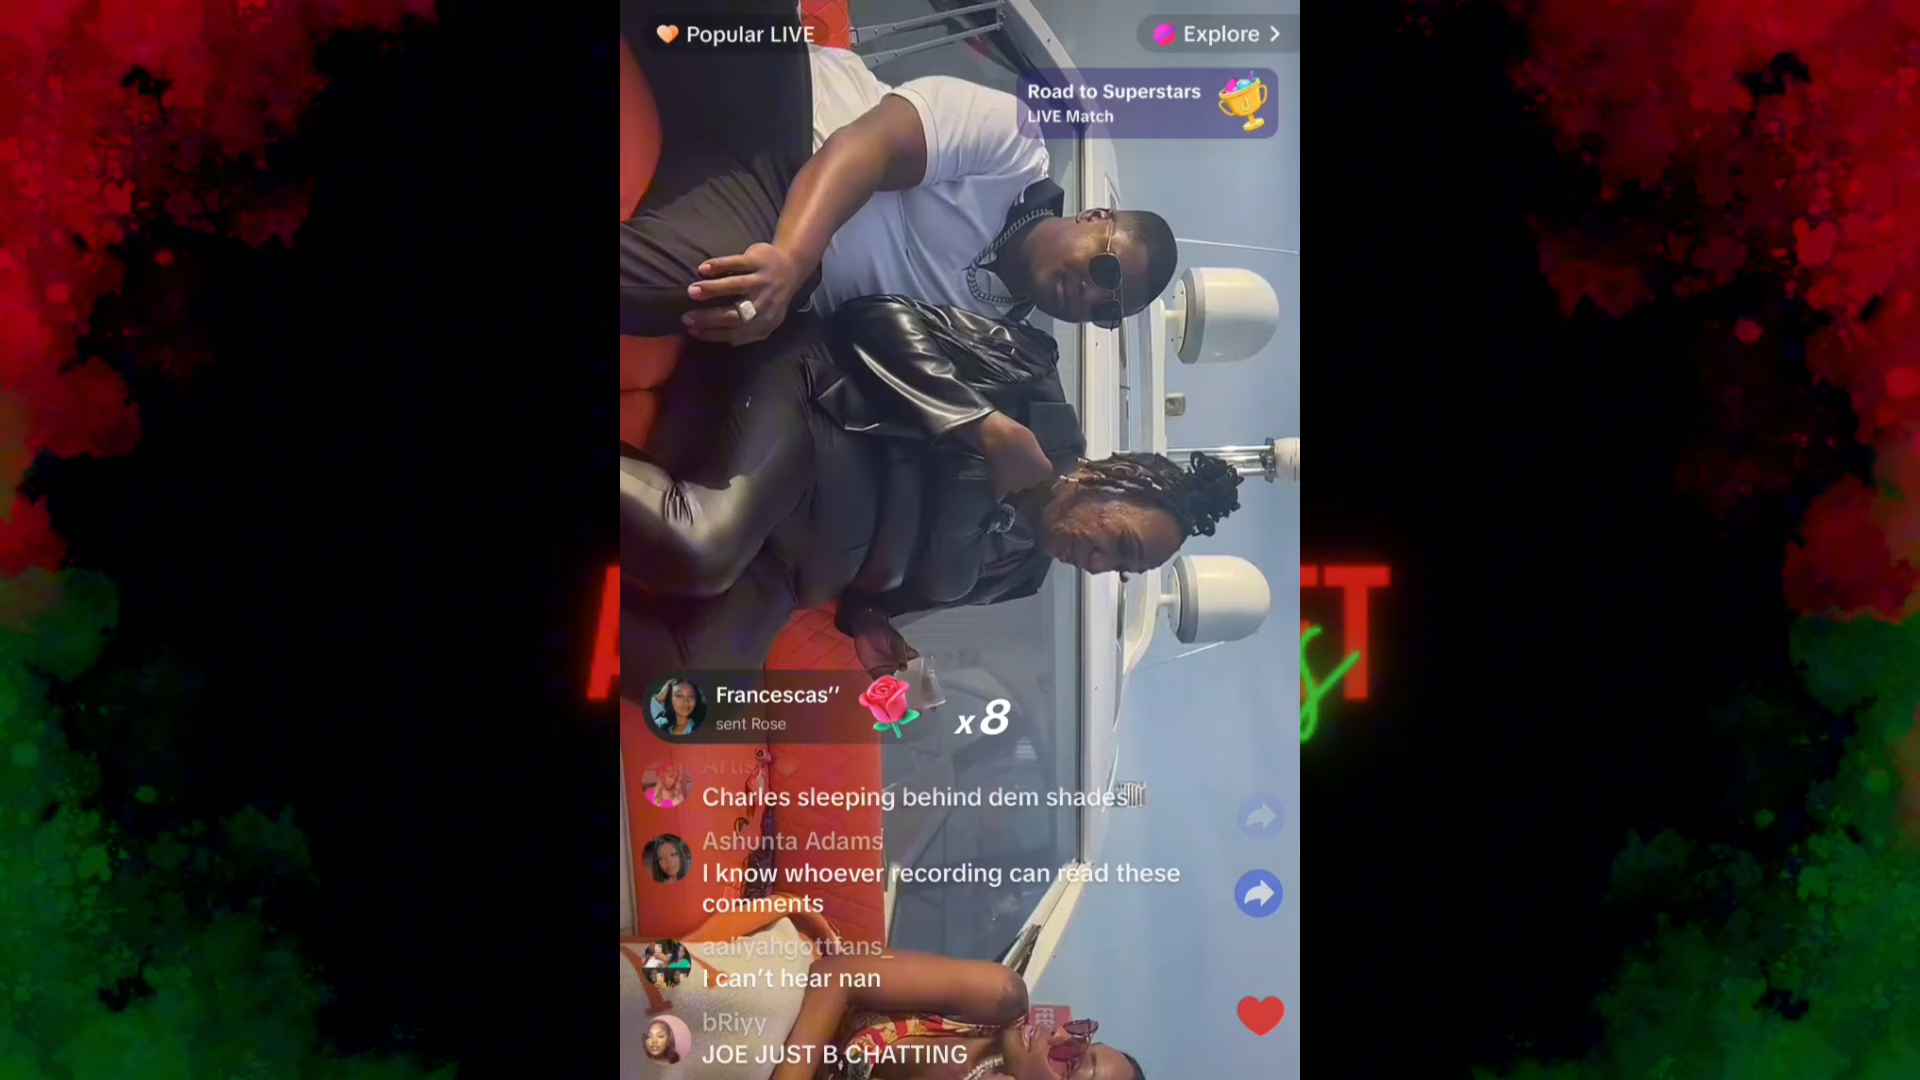 Popular LIVE
Explore >
Road to Superstars
LIVE Match
Francescas’’
sent Rose
x8
Charles sleeping behind dem shades
Ashunta Adams
I know whoever recording can read these
comments
aaliyahgottfans_
I can’t hear nan
bRiyy
JOE JUST B CHATTING